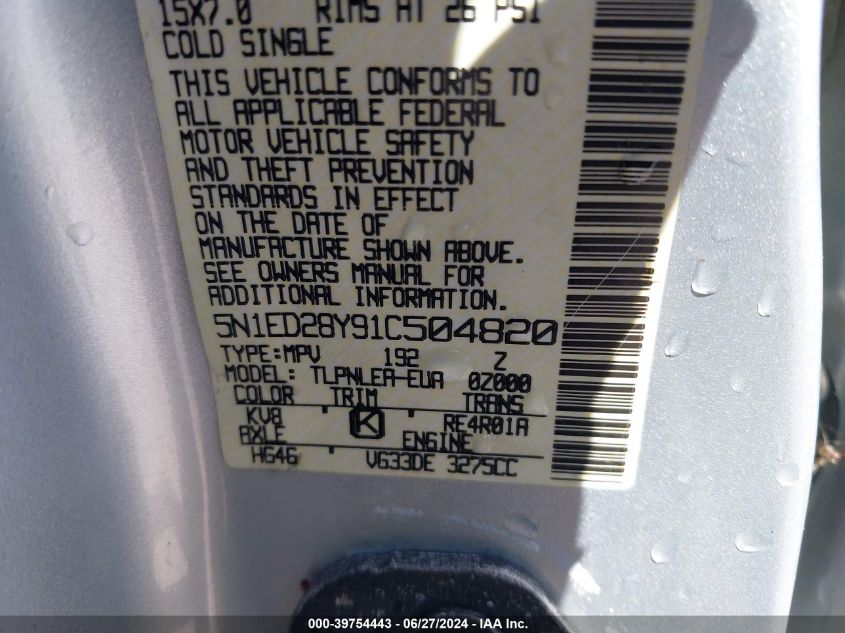 15X7.0 RIMS AT 26 PSI
COLD SINGLE
THIS VEHICLE CONFORMS TO
ALL APPLICABLE FEDERAL
MOTOR VEHICLE SAFETY
AND THEFT PREVENTION
STANDARDS IN EFFECT
ON THE DATE OF
MANUFACTURE SHOWN ABOVE.
SEE OWNERS MANUAL FOR
ADDITIONAL INFORMATION.
5N1ED28Y91C504820
TYPE:MPV 192 Z
MODEL: TLPNLEA-EUA 0Z000
COLOR TRIM TRANS
KV8 K RE4R01A
AXLE ENGINE
HG46 VG33DE 3275CC
000-39754443 - 06/27/2024 - IAA Inc.